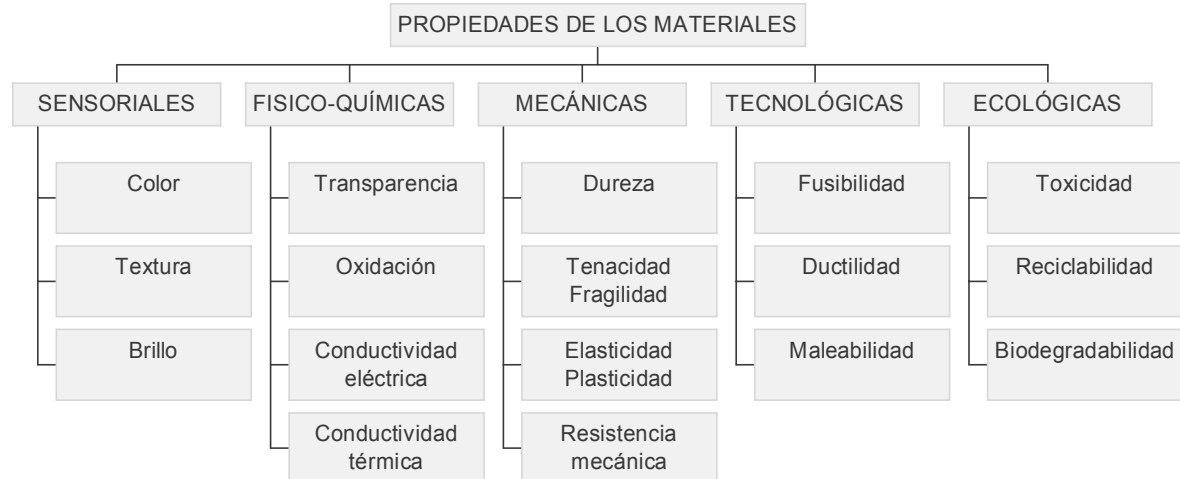 PROPIEDADES DE LOS MATERIALES
SENSORIALES
Color
Textura
Brillo
FISICO-QUÍMICAS
Transparencia
Oxidación
Conductividad
eléctrica
Conductividad
térmica
MECÁNICAS
Dureza
Tenacidad
Fragilidad
Elasticidad
Plasticidad
Resistencia
mecánica
TECNOLÓGICAS
Fusibilidad
Ductilidad
Maleabilidad
ECOLÓGICAS
Toxicidad
Reciclabilidad
Biodegradabilidad